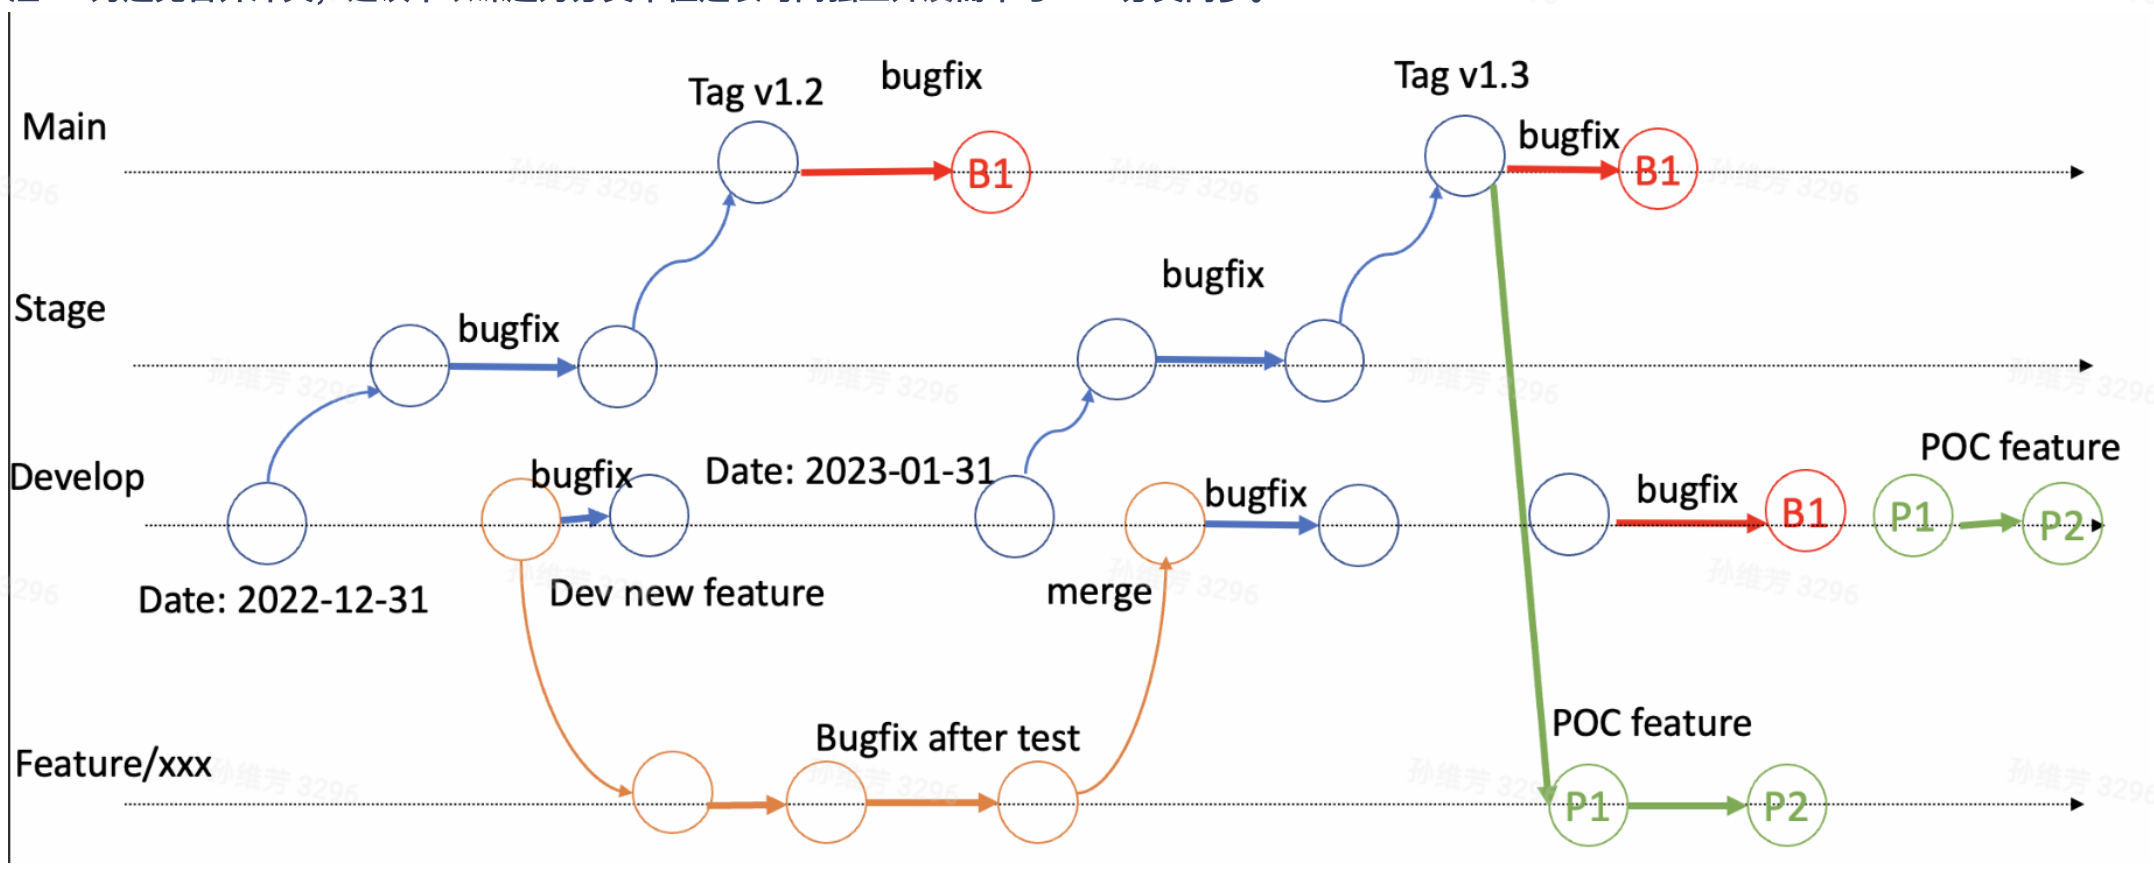 Tag v1.2
bugfix
Tag v1.3
Main
bugfix
B1
B1
Stage
bugfix
bugfix
Develop
bugfix
Date: 2023-01-31
bugfix
bugfix
B1
POC feature
P1
P2
Date: 2022-12-31
Dev new feature
merge
Feature/xxx
Bugfix after test
POC feature
P1
P2
孙维芳 3296